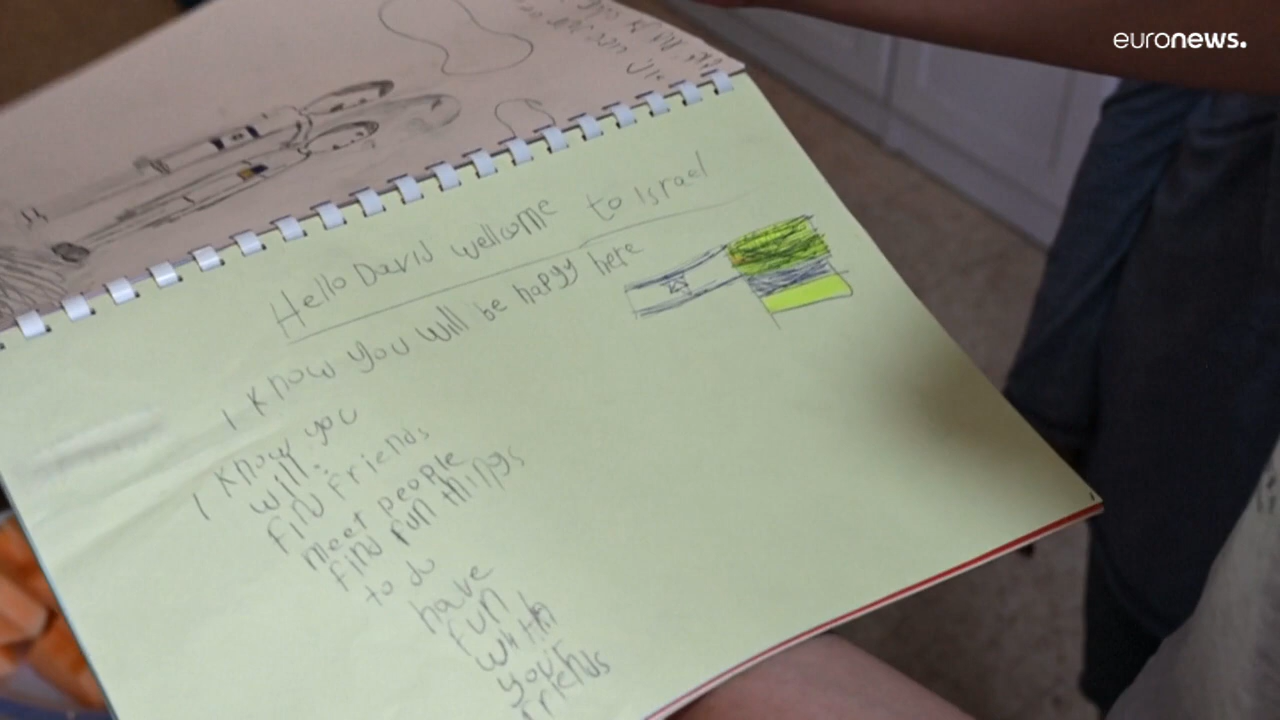 euronews.
Hello David wellcome to Israel
I know you will be happy here
I know you
will:
find friends
meet people
find fun things
to do
have
fun
with
your
friends